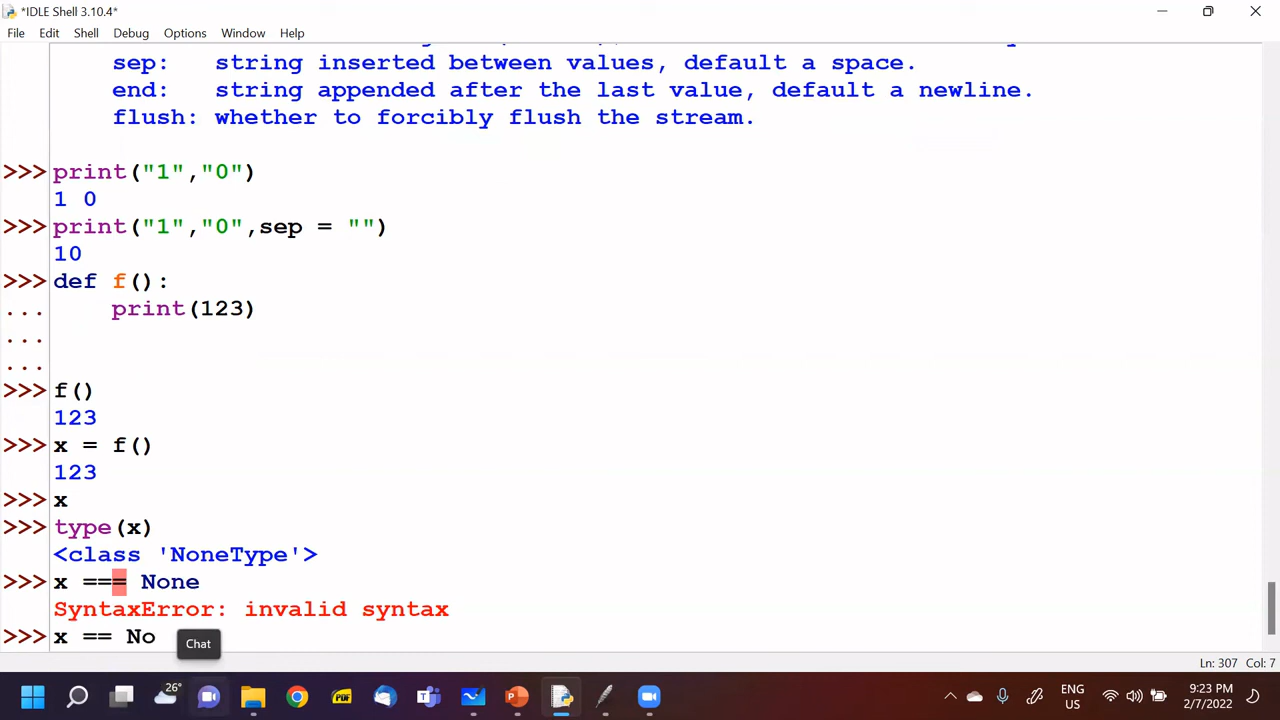 *IDLE Shell 3.10.4*
File Edit Shell Debug Options Window Help
sep: string inserted between values, default a space.
end: string appended after the last value, default a newline.
flush: whether to forcibly flush the stream.
>>> print("1","0")
1 0
>>> print("1","0",sep = "")
10
>>> def f():
... print(123)
...
...
>>> f()
123
>>> x = f()
123
>>> x
>>> type(x)
<class 'NoneType'>
>>> x === None
SyntaxError: invalid syntax
>>> x == No
Chat
Ln: 307 Col: 7
26°
PDF
ENG
US
9:23 PM
2/7/2022